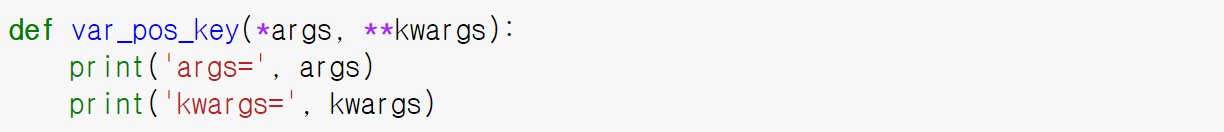 def var_pos_key(*args, **kwargs):
    print('args=', args)
    print('kwargs=', kwargs)